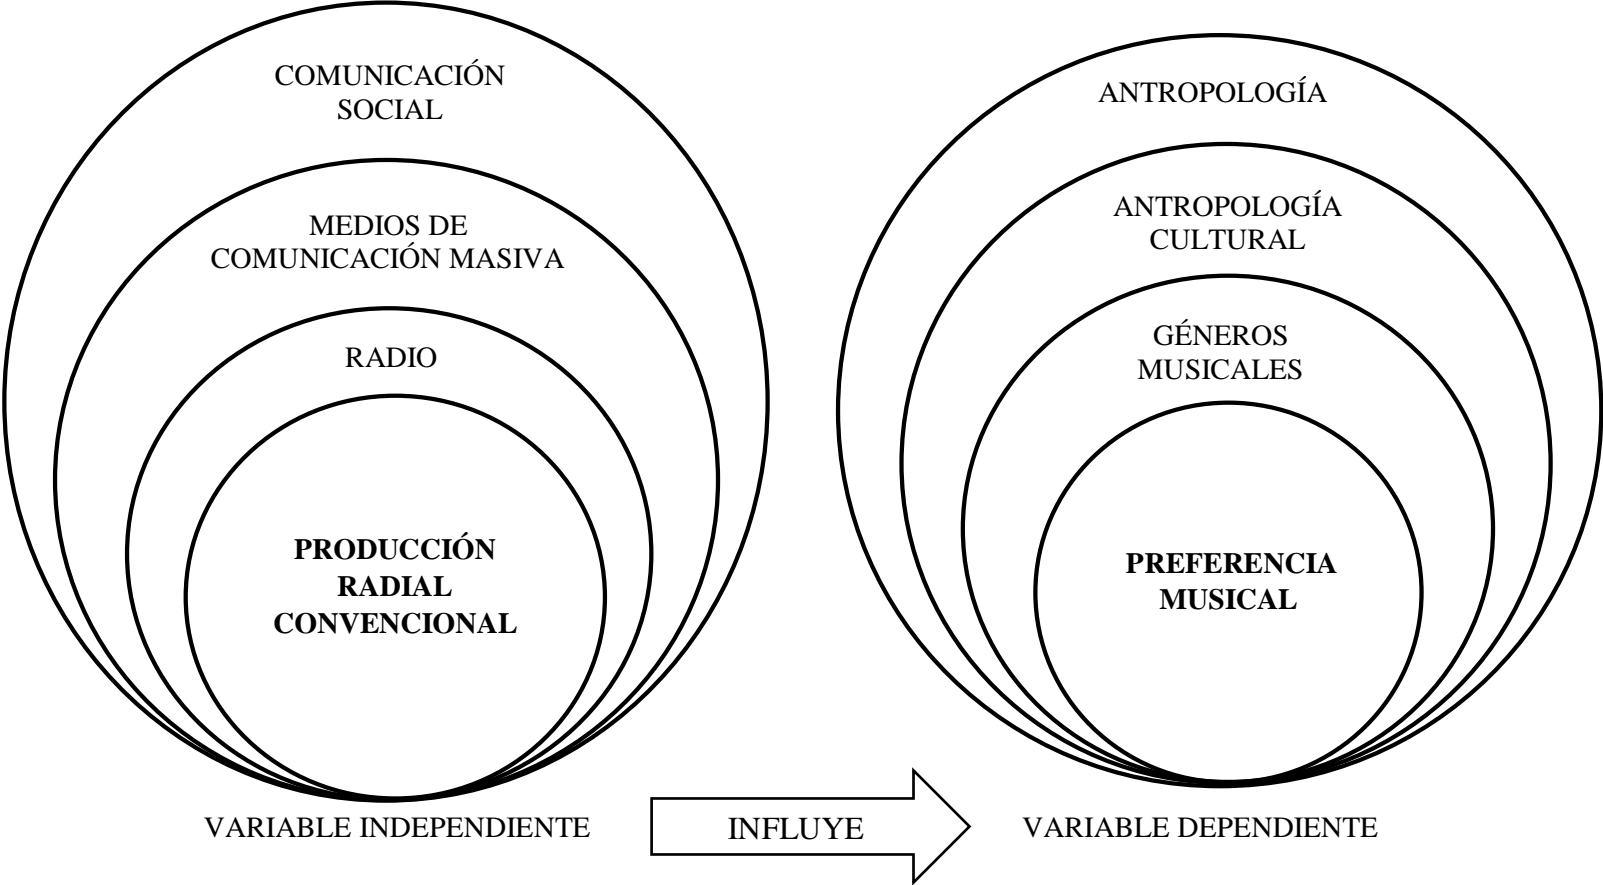 COMUNICACIÓN
SOCIAL
MEDIOS DE
COMUNICACIÓN MASIVA
RADIO
PRODUCCIÓN
RADIAL
CONVENCIONAL
VARIABLE INDEPENDIENTE
INFLUYE
ANTROPOLOGÍA
ANTROPOLOGÍA
CULTURAL
GÉNEROS
MUSICALES
PREFERENCIA
MUSICAL
VARIABLE DEPENDIENTE